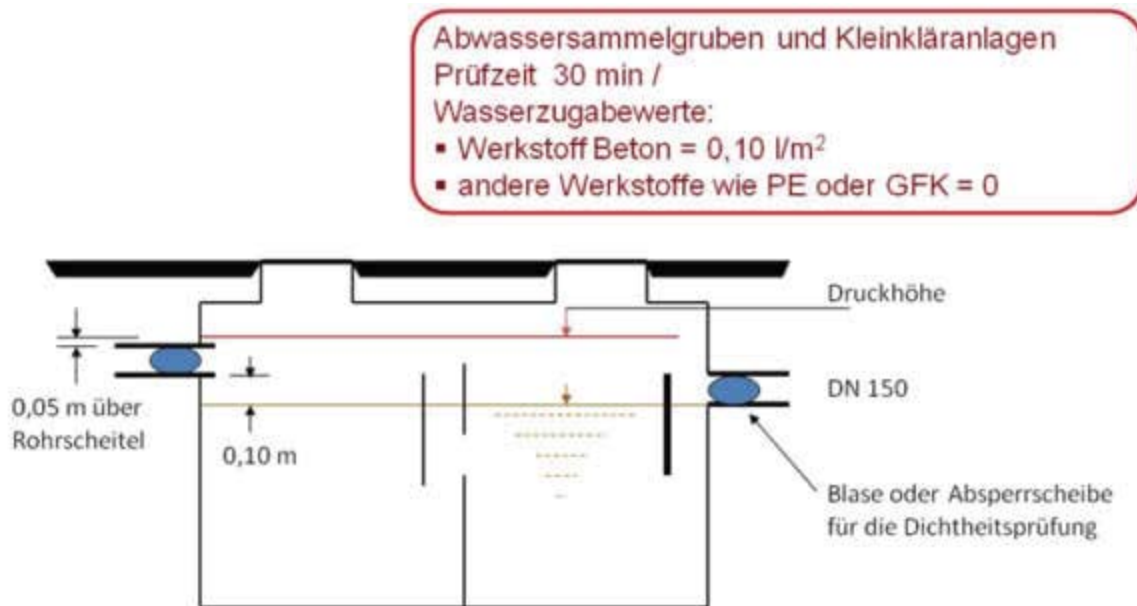 Abwassersammelgruben und Kleinkläranlagen
Prüfzeit 30 min /
Wasserzugabewerte:
▪ Werkstoff Beton = 0,10 l/m²
▪ andere Werkstoffe wie PE oder GFK = 0
Druckhöhe
DN 150
0,05 m über
Rohrscheitel
0,10 m
Blase oder Absperrscheibe
für die Dichtheitsprüfung